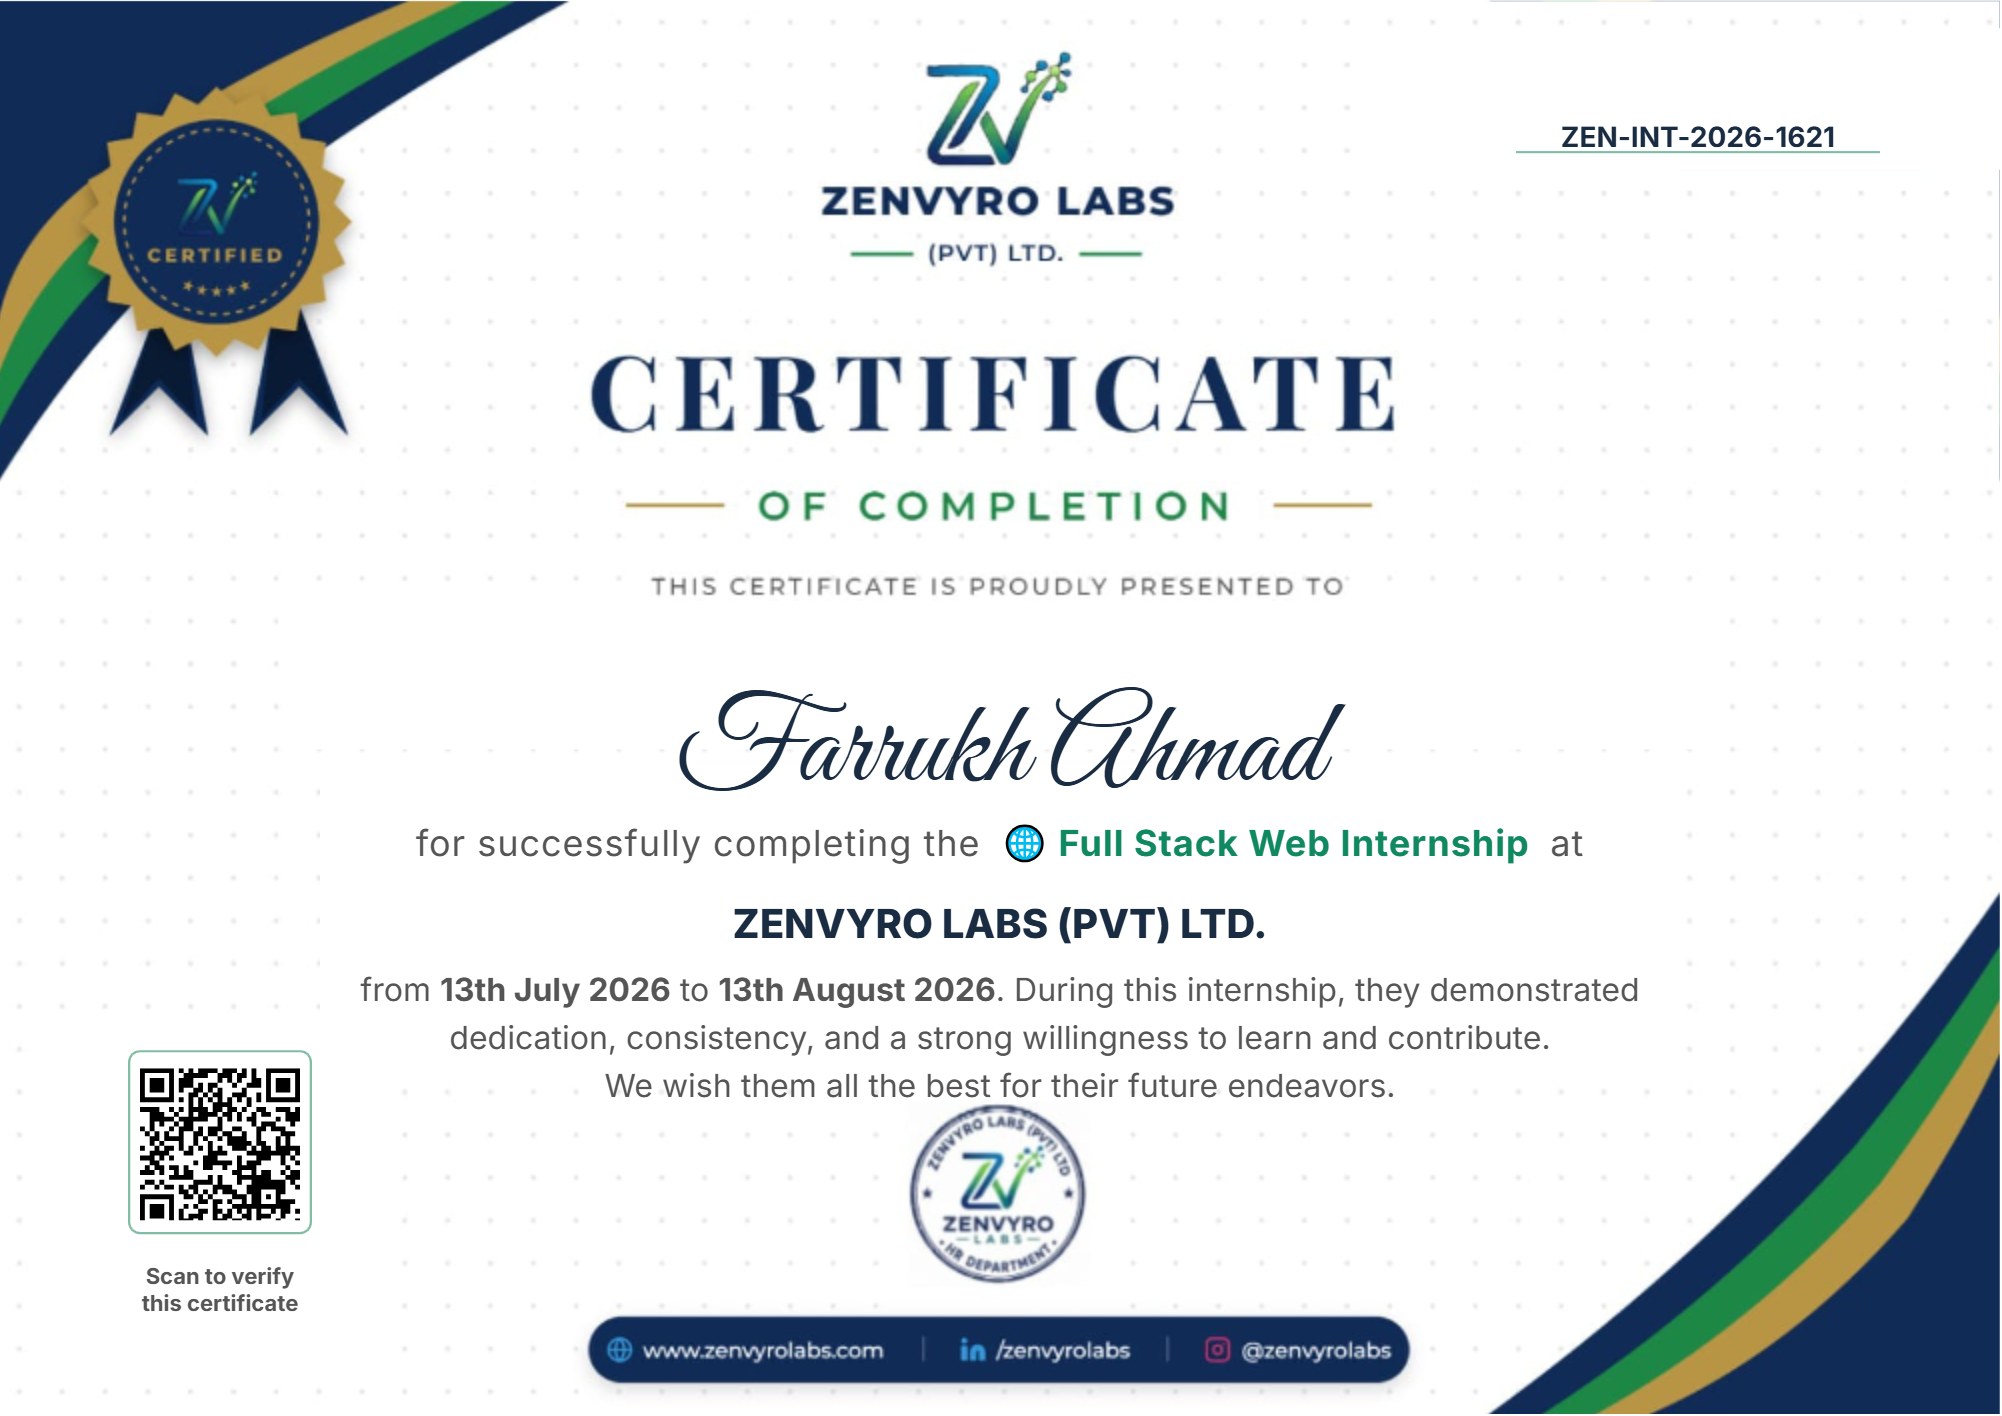 ZENVYRO LABS
(PVT) LTD.
ZEN-INT-2026-1621
CERTIFIED
CERTIFICATE
OF COMPLETION
THIS CERTIFICATE IS PROUDLY PRESENTED TO
Farrukh Ahmad
for successfully completing the 🌐 Full Stack Web Internship at
ZENVYRO LABS (PVT) LTD.
from 13th July 2026 to 13th August 2026. During this internship, they demonstrated
dedication, consistency, and a strong willingness to learn and contribute.
We wish them all the best for their future endeavors.
ZENVYRO LABS (PVT) LTD
ZENVYRO
LABS
HR DEPARTMENT
Scan to verify
this certificate
www.zenvyrolabs.com | in /zenvyrolabs | @zenvyrolabs